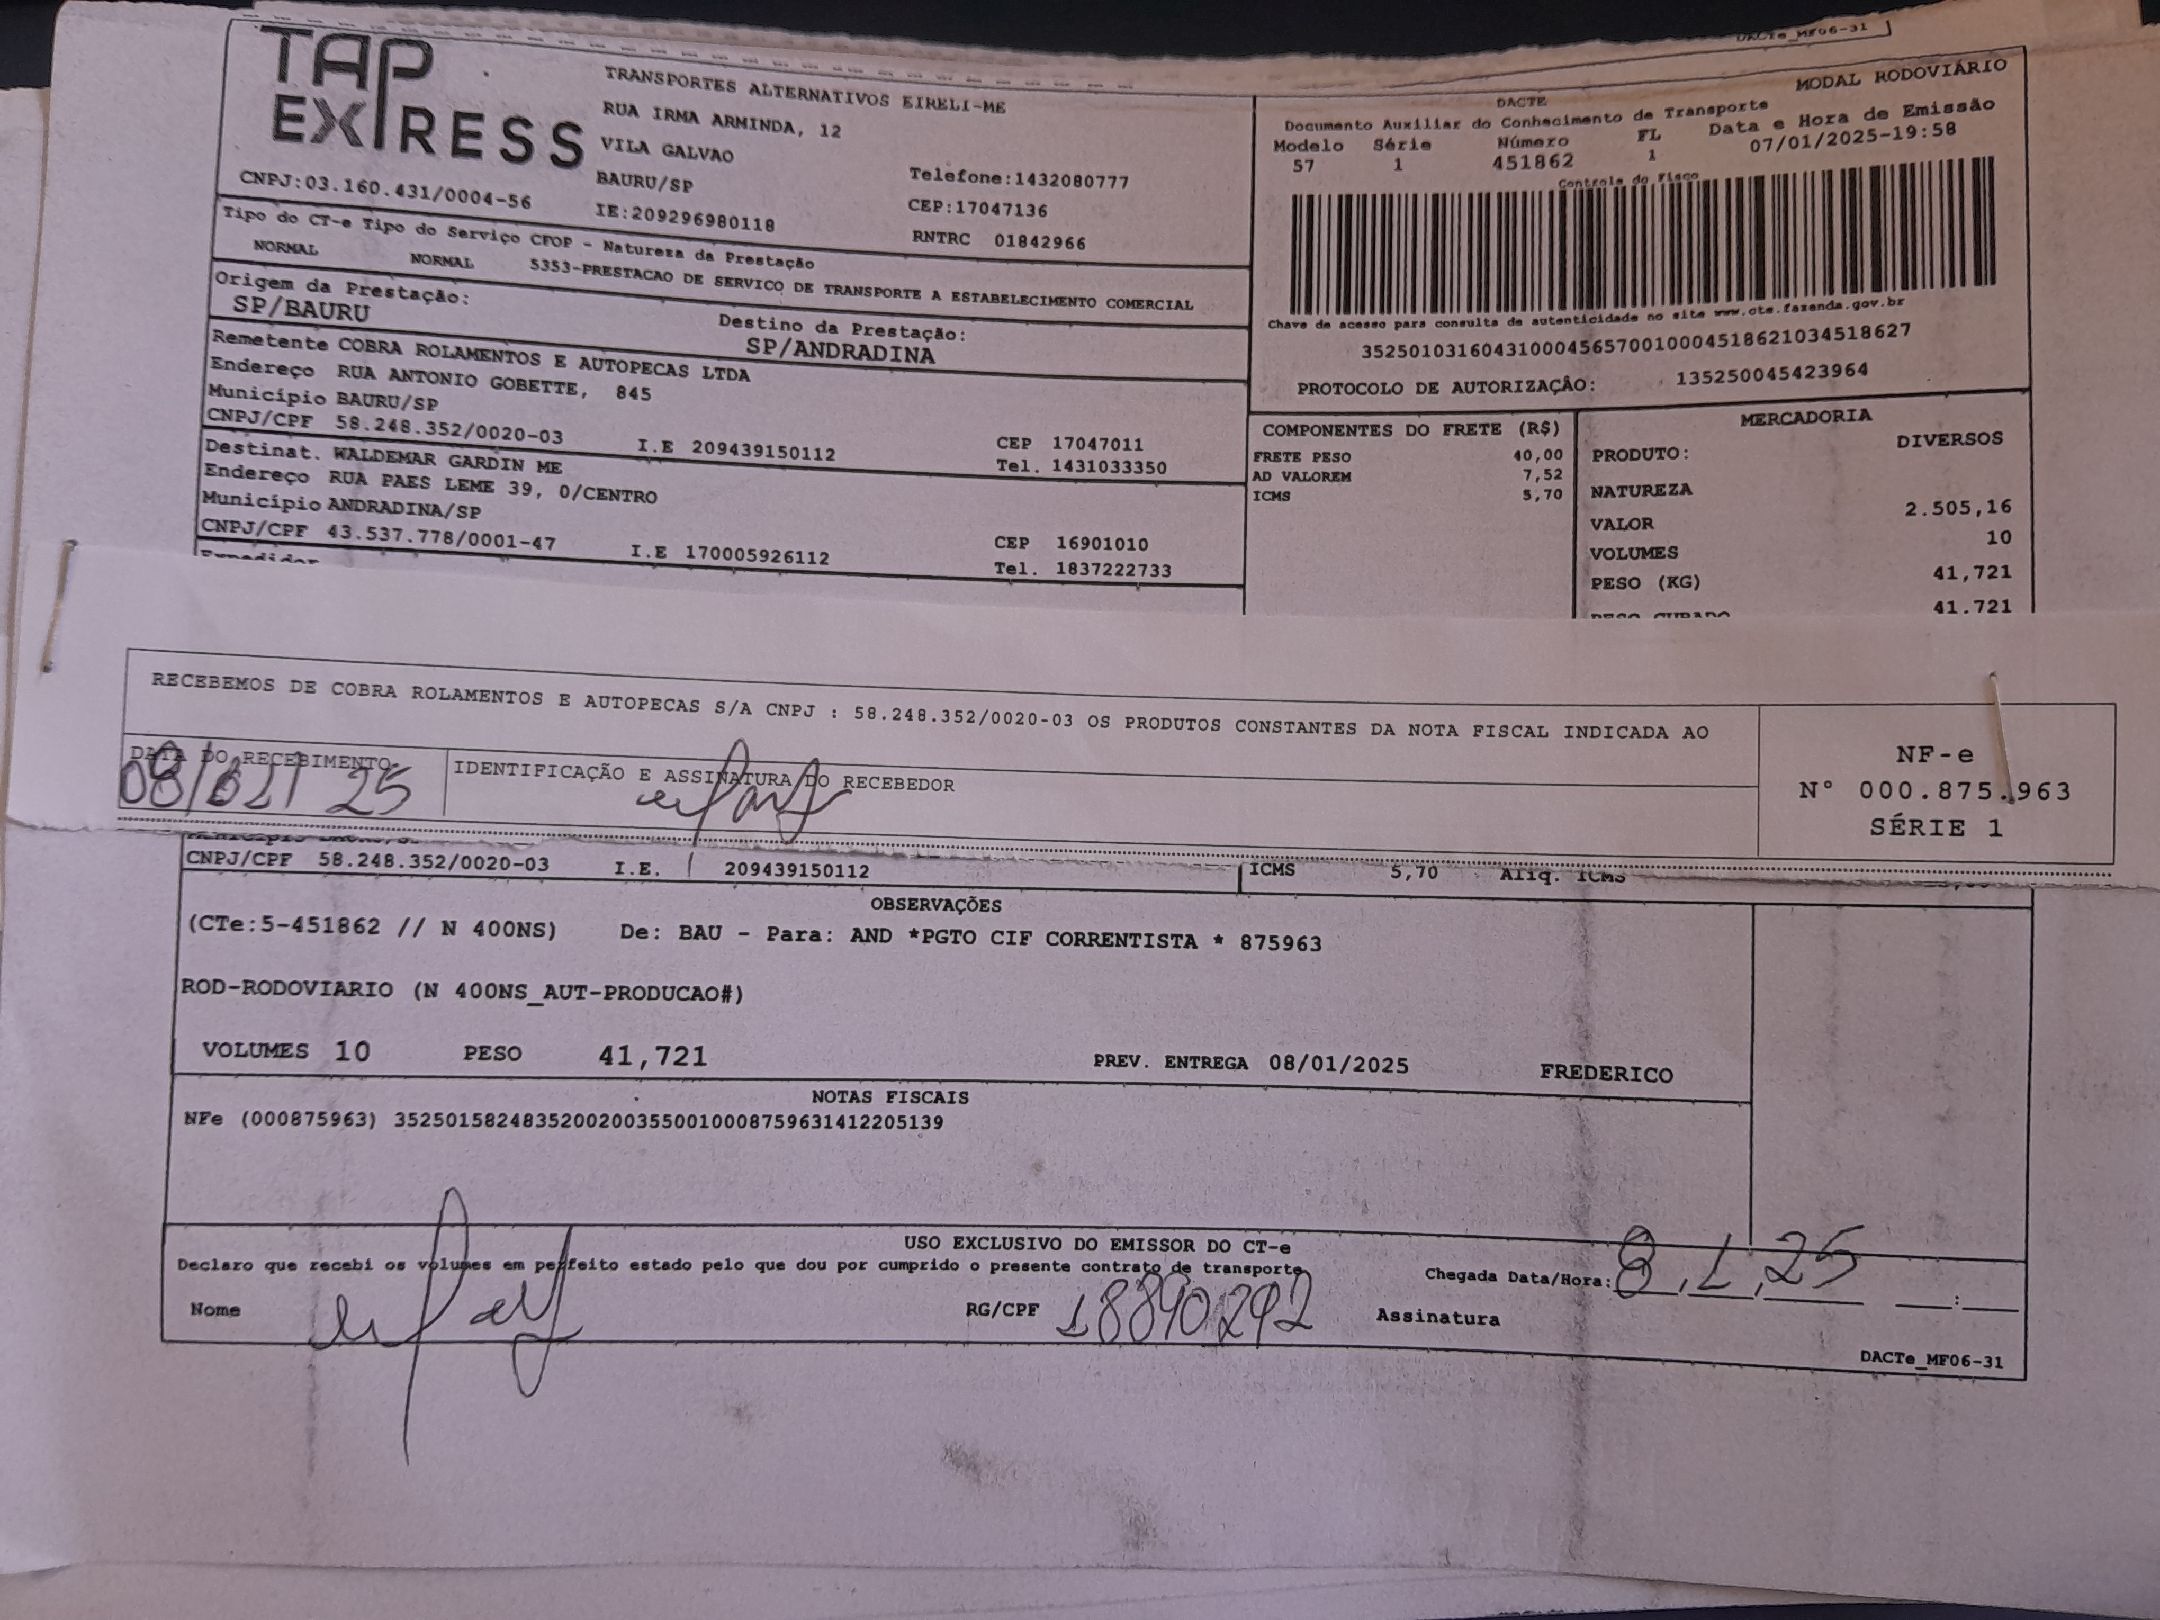 DACTe_MF06-31
TAP EXPRESS
TRANSPORTES ALTERNATIVOS EIRELI-ME
RUA IRMA ARMINDA, 12
VILA GALVAO
BAURU/SP Telefone:1432080777
CNPJ:03.160.431/0004-56 IE:209296980118 CEP:17047136
RNTRC 01842966
MODAL RODOVIÁRIO
DACTE
Documento Auxiliar do Conhecimento de Transporte
Modelo Série Número FL Data e Hora de Emissão
57 1 451862 1 07/01/2025-19:58
Controle do Fisco
Chave de acesso para consulta de autenticidade no site www.cte.fazenda.gov.br
35250103160431000456570010004518621034518627
PROTOCOLO DE AUTORIZAÇÃO: 135250045423964
Tipo do CT-e Tipo do Serviço CFOP - Natureza da Prestação
NORMAL NORMAL 5353-PRESTACAO DE SERVICO DE TRANSPORTE A ESTABELECIMENTO COMERCIAL
Origem da Prestação: Destino da Prestação:
SP/BAURU SP/ANDRADINA
Remetente COBRA ROLAMENTOS E AUTOPECAS LTDA
Endereço RUA ANTONIO GOBETTE, 845
Município BAURU/SP CEP 17047011
CNPJ/CPF 58.248.352/0020-03 I.E 209439150112 Tel. 1431033350
Destinat. WALDEMAR GARDIN ME
Endereço RUA PAES LEME 39, 0/CENTRO
Município ANDRADINA/SP CEP 16901010
CNPJ/CPF 43.537.778/0001-47 I.E 170005926112 Tel. 1837222733
Expedidor
COMPONENTES DO FRETE (R$)
FRETE PESO 40,00
AD VALOREM 7,52
ICMS 5,70
MERCADORIA
PRODUTO: DIVERSOS
NATUREZA
VALOR 2.505,16
VOLUMES 10
PESO (KG) 41,721
PESO CUBADO 41.721
RECEBEMOS DE COBRA ROLAMENTOS E AUTOPECAS S/A CNPJ : 58.248.352/0020-03 OS PRODUTOS CONSTANTES DA NOTA FISCAL INDICADA AO
DATA DO RECEBIMENTO IDENTIFICAÇÃO E ASSINATURA DO RECEBEDOR
08/01/25
NF-e
N° 000.875.963
SÉRIE 1
CNPJ/CPF 58.248.352/0020-03 I.E. 209439150112 ICMS 5,70 Aliq. ICMS
OBSERVAÇÕES
(CTe:5-451862 // N 400NS) De: BAU - Para: AND *PGTO CIF CORRENTISTA * 875963
ROD-RODOVIARIO (N 400NS_AUT-PRODUCAO#)
VOLUMES 10 PESO 41,721 PREV. ENTREGA 08/01/2025 FREDERICO
NOTAS FISCAIS
NFe (000875963) 35250158248352002003550010008759631412205139
USO EXCLUSIVO DO EMISSOR DO CT-e
Declaro que recebi os volumes em perfeito estado pelo que dou por cumprido o presente contrato de transporte
Chegada Data/Hora: 8,1,25 :
Nome RG/CPF 18890292 Assinatura
DACTe_MF06-31